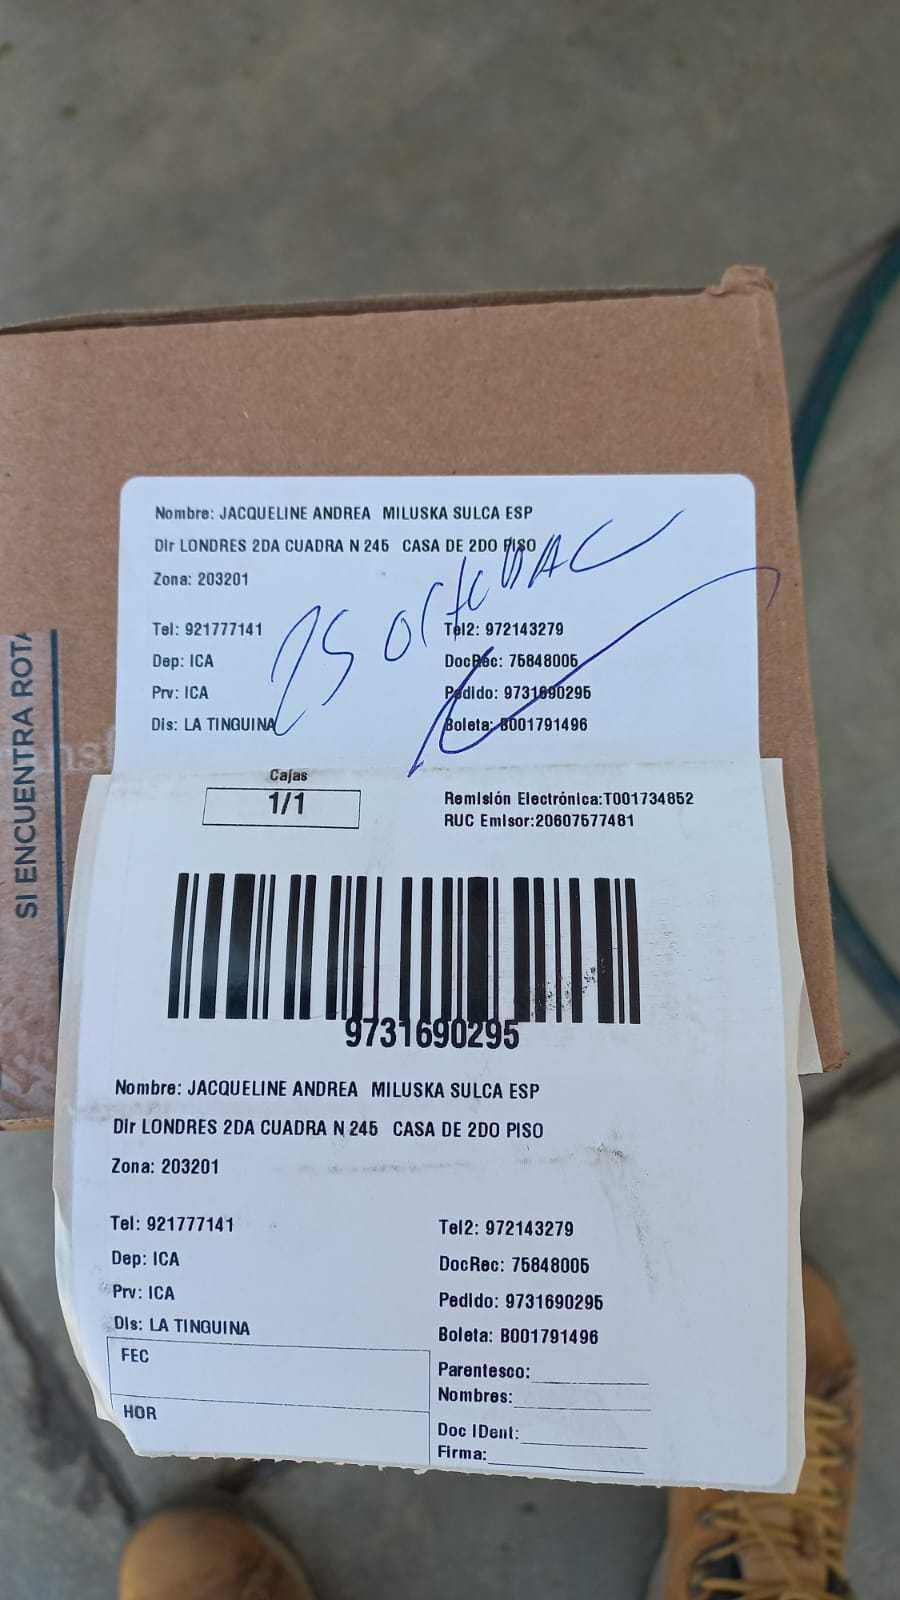 Nombre: JACQUELINE ANDREA MILUSKA SULCA ESP
Dir LONDRES 2DA CUADRA N 245 CASA DE 2DO PISO
Zona: 203201
Tel: 921777141 Tel2: 972143279
Dep: ICA DocRec: 75848005
Prv: ICA Pedido: 9731690295
Dis: LA TINGUINA Boleta: B001791496
SI ENCUENTRA ROTA
Cajas
1/1
Remisión Electrónica:T001734852
RUC Emisor:20607577481
9731690295
Nombre: JACQUELINE ANDREA MILUSKA SULCA ESP
Dir LONDRES 2DA CUADRA N 245 CASA DE 2DO PISO
Zona: 203201
Tel: 921777141 Tel2: 972143279
Dep: ICA DocRec: 75848005
Prv: ICA Pedido: 9731690295
Dis: LA TINGUINA Boleta: B001791496
FEC
HOR
Parentesco:
Nombres:
Doc IDent:
Firma: